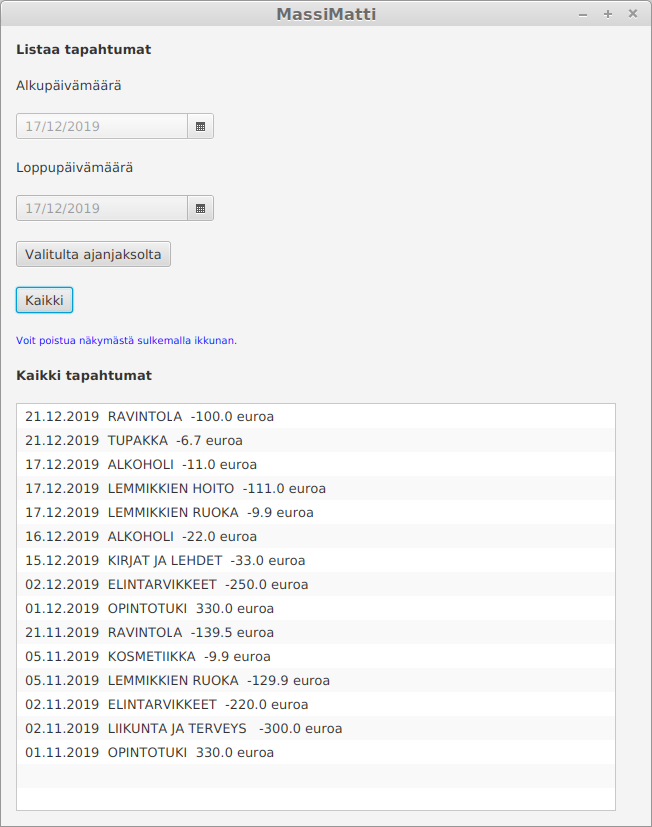 MassiMatti
Listaa tapahtumat
Alkupäivämäärä
17/12/2019
Loppupäivämäärä
17/12/2019
Valitulta ajanjaksolta
Kaikki
Voit poistua näkymästä sulkemalla ikkunan.
Kaikki tapahtumat
21.12.2019 RAVINTOLA -100.0 euroa
21.12.2019 TUPAKKA -6.7 euroa
17.12.2019 ALKOHOLI -11.0 euroa
17.12.2019 LEMMIKKIEN HOITO -111.0 euroa
17.12.2019 LEMMIKKIEN RUOKA -9.9 euroa
16.12.2019 ALKOHOLI -22.0 euroa
15.12.2019 KIRJAT JA LEHDET -33.0 euroa
02.12.2019 ELINTARVIKKEET -250.0 euroa
01.12.2019 OPINTOTUKI 330.0 euroa
21.11.2019 RAVINTOLA -139.5 euroa
05.11.2019 KOSMETIIKKA -9.9 euroa
05.11.2019 LEMMIKKIEN RUOKA -129.9 euroa
02.11.2019 ELINTARVIKKEET -220.0 euroa
02.11.2019 LIIKUNTA JA TERVEYS -300.0 euroa
01.11.2019 OPINTOTUKI 330.0 euroa